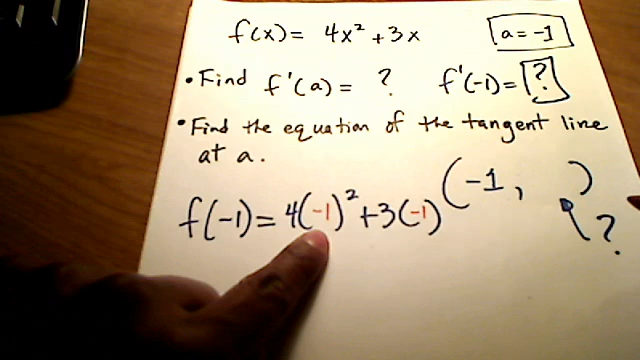 f(x) = 4x² + 3x   a = -1
• Find f'(a) = ?   f'(-1) = ?
• Find the equation of the tangent line
at a.
f(-1) = 4(-1)² + 3(-1)   (-1,   )
?